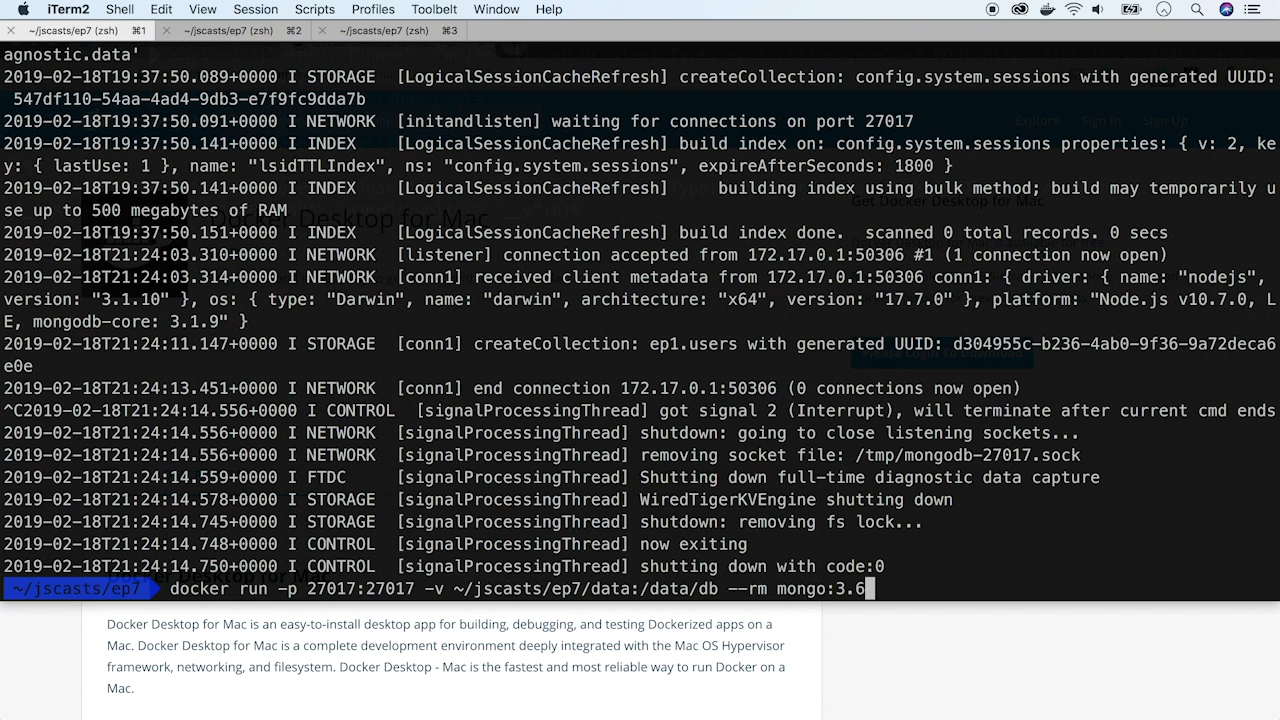 iTerm2 Shell Edit View Session Scripts Profiles Toolbelt Window Help
~/jscasts/ep7 (zsh) ⌘1 ~/jscasts/ep7 (zsh) ⌘2 ~/jscasts/ep7 (zsh) ⌘3
agnostic.data'
2019-02-18T19:37:50.089+0000 I STORAGE  [LogicalSessionCacheRefresh] createCollection: config.system.sessions with generated UUID:
547df110-54aa-4ad4-9db3-e7f9fc9dda7b
2019-02-18T19:37:50.091+0000 I NETWORK  [initandlisten] waiting for connections on port 27017
Explore Sign In Sign Up
2019-02-18T19:37:50.141+0000 I INDEX    [LogicalSessionCacheRefresh] build index on: config.system.sessions properties: { v: 2, ke
y: { lastUse: 1 }, name: "lsidTTLIndex", ns: "config.system.sessions", expireAfterSeconds: 1800 }
2019-02-18T19:37:50.141+0000 I INDEX    [LogicalSessionCacheRefresh]     building index using bulk method; build may temporarily u
Get Docker Desktop for Mac
se up to 500 megabytes of RAM
Docker Desktop for Mac
2019-02-18T19:37:50.151+0000 I INDEX    [LogicalSessionCacheRefresh] build index done.  scanned 0 total records. 0 secs
2019-02-18T21:24:03.310+0000 I NETWORK  [listener] connection accepted from 172.17.0.1:50306 #1 (1 connection now open)
2019-02-18T21:24:03.314+0000 I NETWORK  [conn1] received client metadata from 172.17.0.1:50306 conn1: { driver: { name: "nodejs",
version: "3.1.10" }, os: { type: "Darwin", name: "darwin", architecture: "x64", version: "17.7.0" }, platform: "Node.js v10.7.0, L
E, mongodb-core: 3.1.9" }
2019-02-18T21:24:11.147+0000 I STORAGE  [conn1] createCollection: ep1.users with generated UUID: d304955c-b236-4ab0-9f36-9a72deca6
Please Login To Download
e0e
2019-02-18T21:24:13.451+0000 I NETWORK  [conn1] end connection 172.17.0.1:50306 (0 connections now open)
^C2019-02-18T21:24:14.556+0000 I CONTROL  [signalProcessingThread] got signal 2 (Interrupt), will terminate after current cmd ends
2019-02-18T21:24:14.556+0000 I NETWORK  [signalProcessingThread] shutdown: going to close listening sockets...
2019-02-18T21:24:14.556+0000 I NETWORK  [signalProcessingThread] removing socket file: /tmp/mongodb-27017.sock
2019-02-18T21:24:14.559+0000 I FTDC     [signalProcessingThread] Shutting down full-time diagnostic data capture
2019-02-18T21:24:14.578+0000 I STORAGE  [signalProcessingThread] WiredTigerKVEngine shutting down
2019-02-18T21:24:14.745+0000 I STORAGE  [signalProcessingThread] shutdown: removing fs lock...
2019-02-18T21:24:14.748+0000 I CONTROL  [signalProcessingThread] now exiting
2019-02-18T21:24:14.750+0000 I CONTROL  [signalProcessingThread] shutting down with code:0
Docker Desktop for Mac
~/jscasts/ep7 docker run -p 27017:27017 -v ~/jscasts/ep7/data:/data/db --rm mongo:3.6
Docker Desktop for Mac is an easy-to-install desktop app for building, debugging, and testing Dockerized apps on a
Mac. Docker Desktop for Mac is a complete development environment deeply integrated with the Mac OS Hypervisor
framework, networking, and filesystem. Docker Desktop - Mac is the fastest and most reliable way to run Docker on a
Mac.